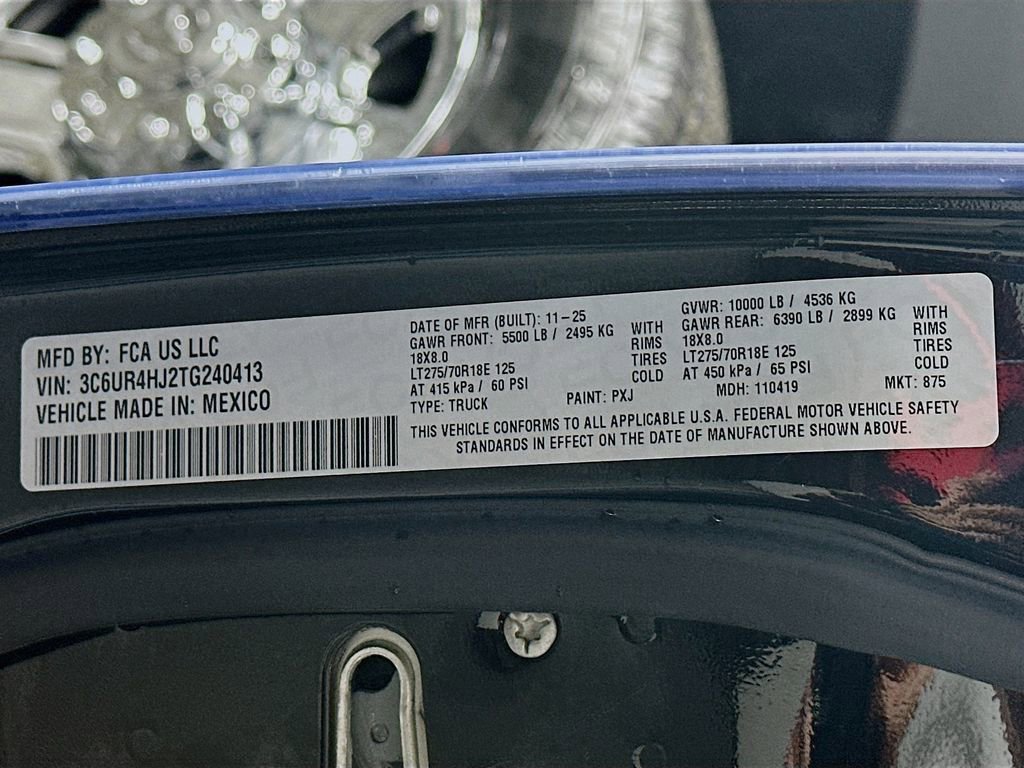 MFD BY: FCA US LLC
VIN: 3C6UR4HJ2TG240413
VEHICLE MADE IN: MEXICO
DATE OF MFR (BUILT): 11-25
GAWR FRONT: 5500 LB / 2495 KG WITH
18X8.0 RIMS
LT275/70R18E 125 TIRES
AT 415 kPa / 60 PSI COLD
TYPE: TRUCK PAINT: PXJ
GVWR: 10000 LB / 4536 KG
GAWR REAR: 6390 LB / 2899 KG WITH
18X8.0 RIMS
LT275/70R18E 125 TIRES
AT 450 kPa / 65 PSI COLD
MDH: 110419 MKT: 875
THIS VEHICLE CONFORMS TO ALL APPLICABLE U.S.A. FEDERAL MOTOR VEHICLE SAFETY
STANDARDS IN EFFECT ON THE DATE OF MANUFACTURE SHOWN ABOVE.